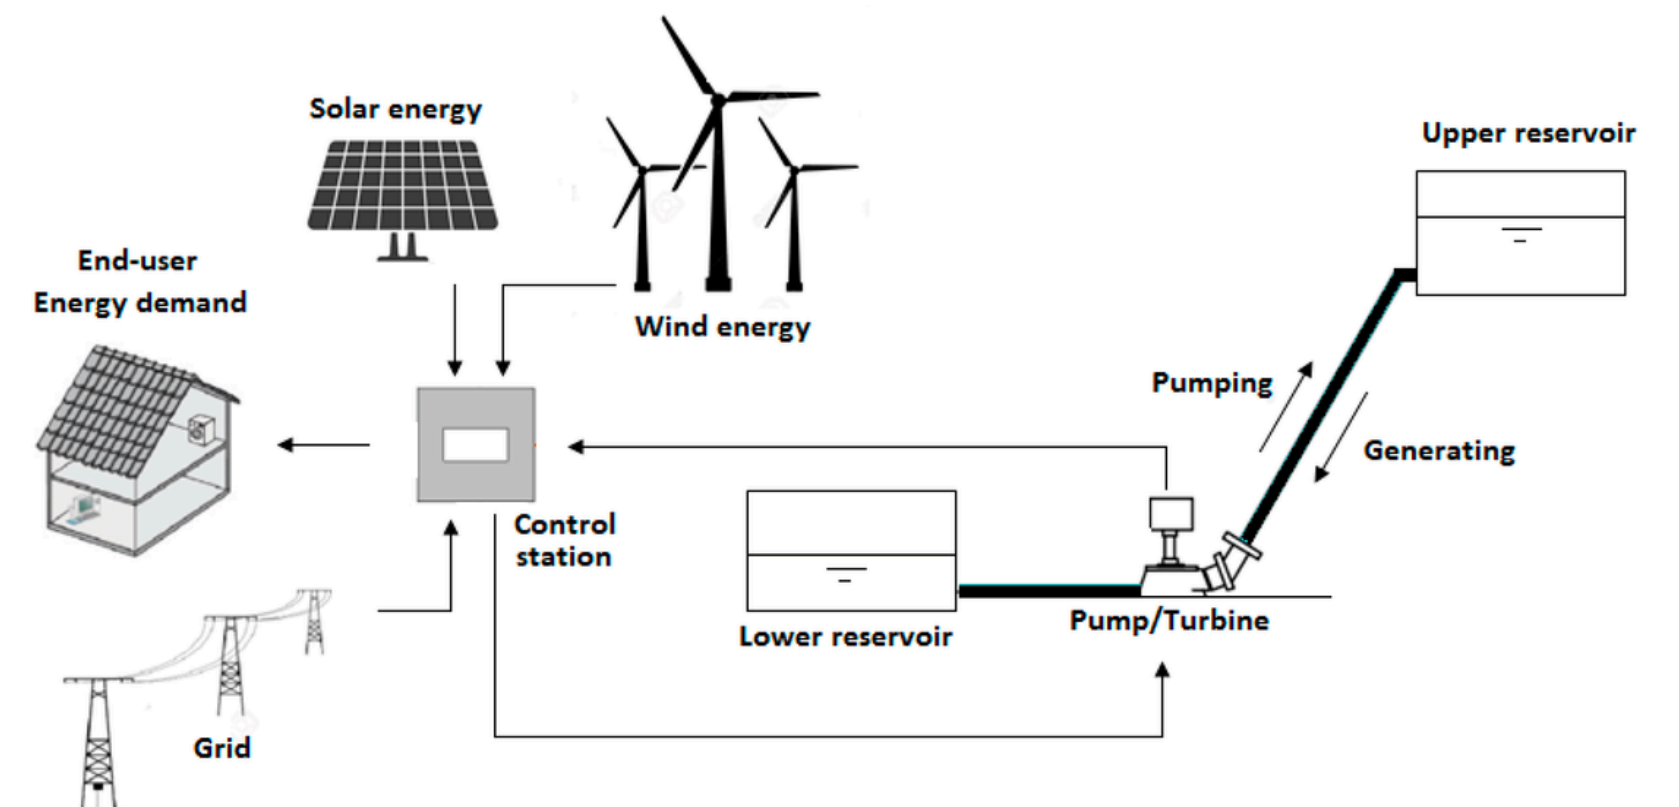 Solar energy
Upper reservoir
End-user
Energy demand
Wind energy
Pumping
Generating
Control
station
Lower reservoir
Pump/Turbine
Grid